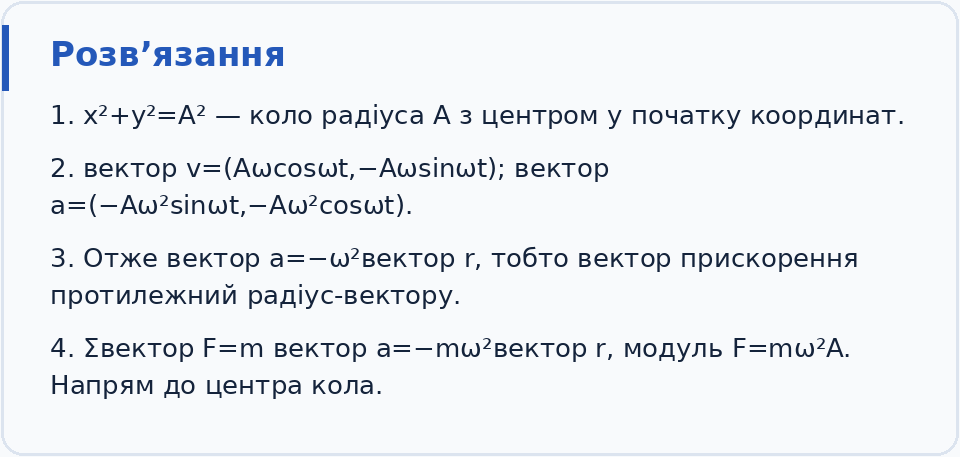 Розв’язання
1. x²+y²=A² — коло радіуса A з центром у початку координат.
2. вектор v=(Aωcosωt,−Aωsinωt); вектор
a=(−Aω²sinωt,−Aω²cosωt).
3. Отже вектор a=−ω²вектор r, тобто вектор прискорення
протилежний радіус-вектору.
4. Σвектор F=m вектор a=−mω²вектор r, модуль F=mω²A.
Напрям до центра кола.